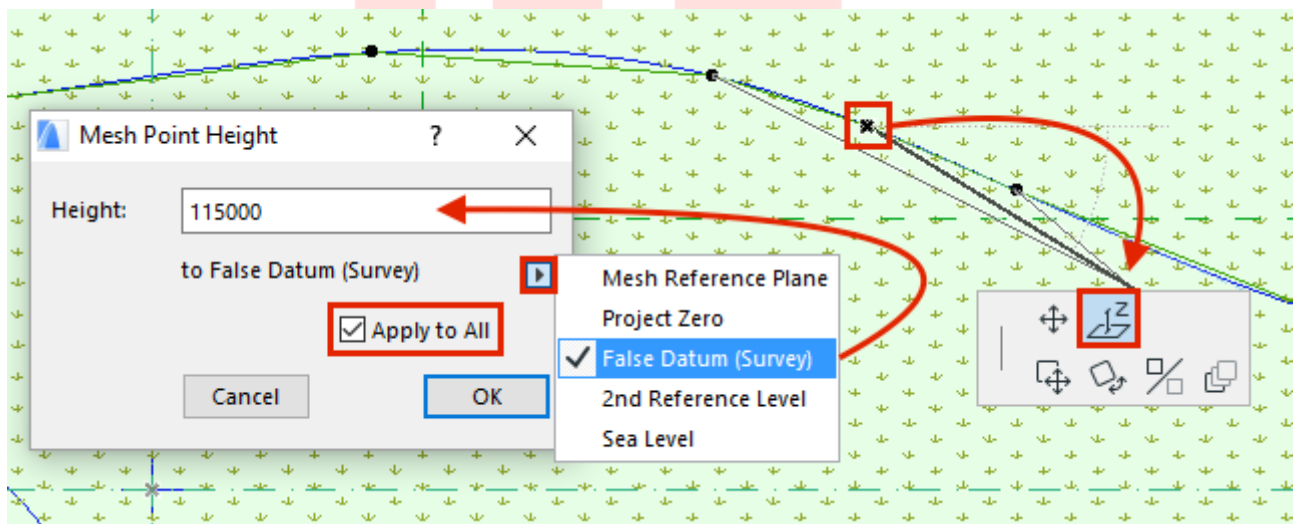 Mesh Point Height ?
Height: 115000
to False Datum (Survey)
Apply to All
Cancel OK
Mesh Reference Plane
Project Zero
False Datum (Survey)
2nd Reference Level
Sea Level
Z